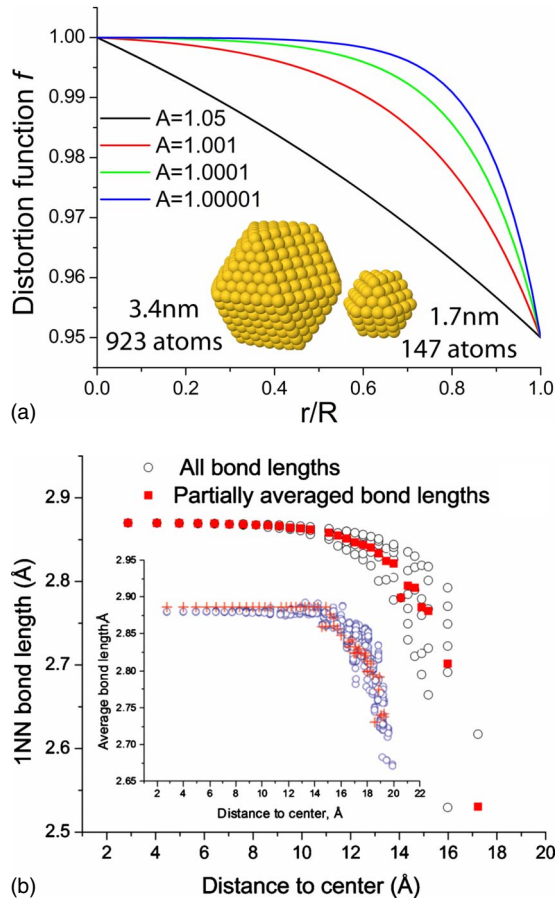 1.00
0.99
0.98
0.97
0.96
0.95
Distortion function f
A=1.05
A=1.001
A=1.0001
A=1.00001
3.4nm
923 atoms
1.7nm
147 atoms
0.0 0.2 0.4 0.6 0.8 1.0
r/R
(a)
All bond lengths
Partially averaged bond lengths
2.9
2.8
2.7
2.6
2.5
1NN bond length (Å)
2.95
2.90
2.85
2.80
2.75
2.70
2.65
Average bond length,Å
2 4 6 8 10 12 14 16 18 20 22
Distance to center, Å
2 4 6 8 10 12 14 16 18 20
Distance to center (Å)
(b)